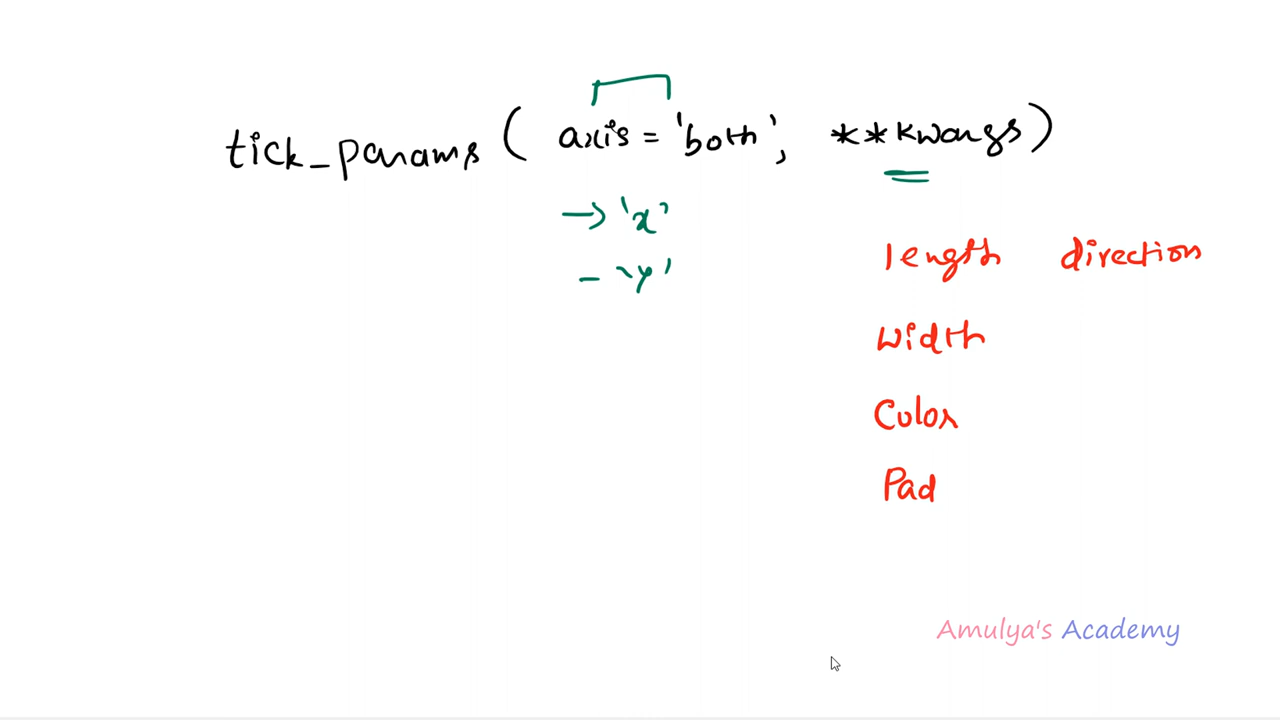 tick_params ( axis = 'both', **kwargs )
→ 'x'
- 'y'
length direction
width
Color
Pad
Amulya's Academy